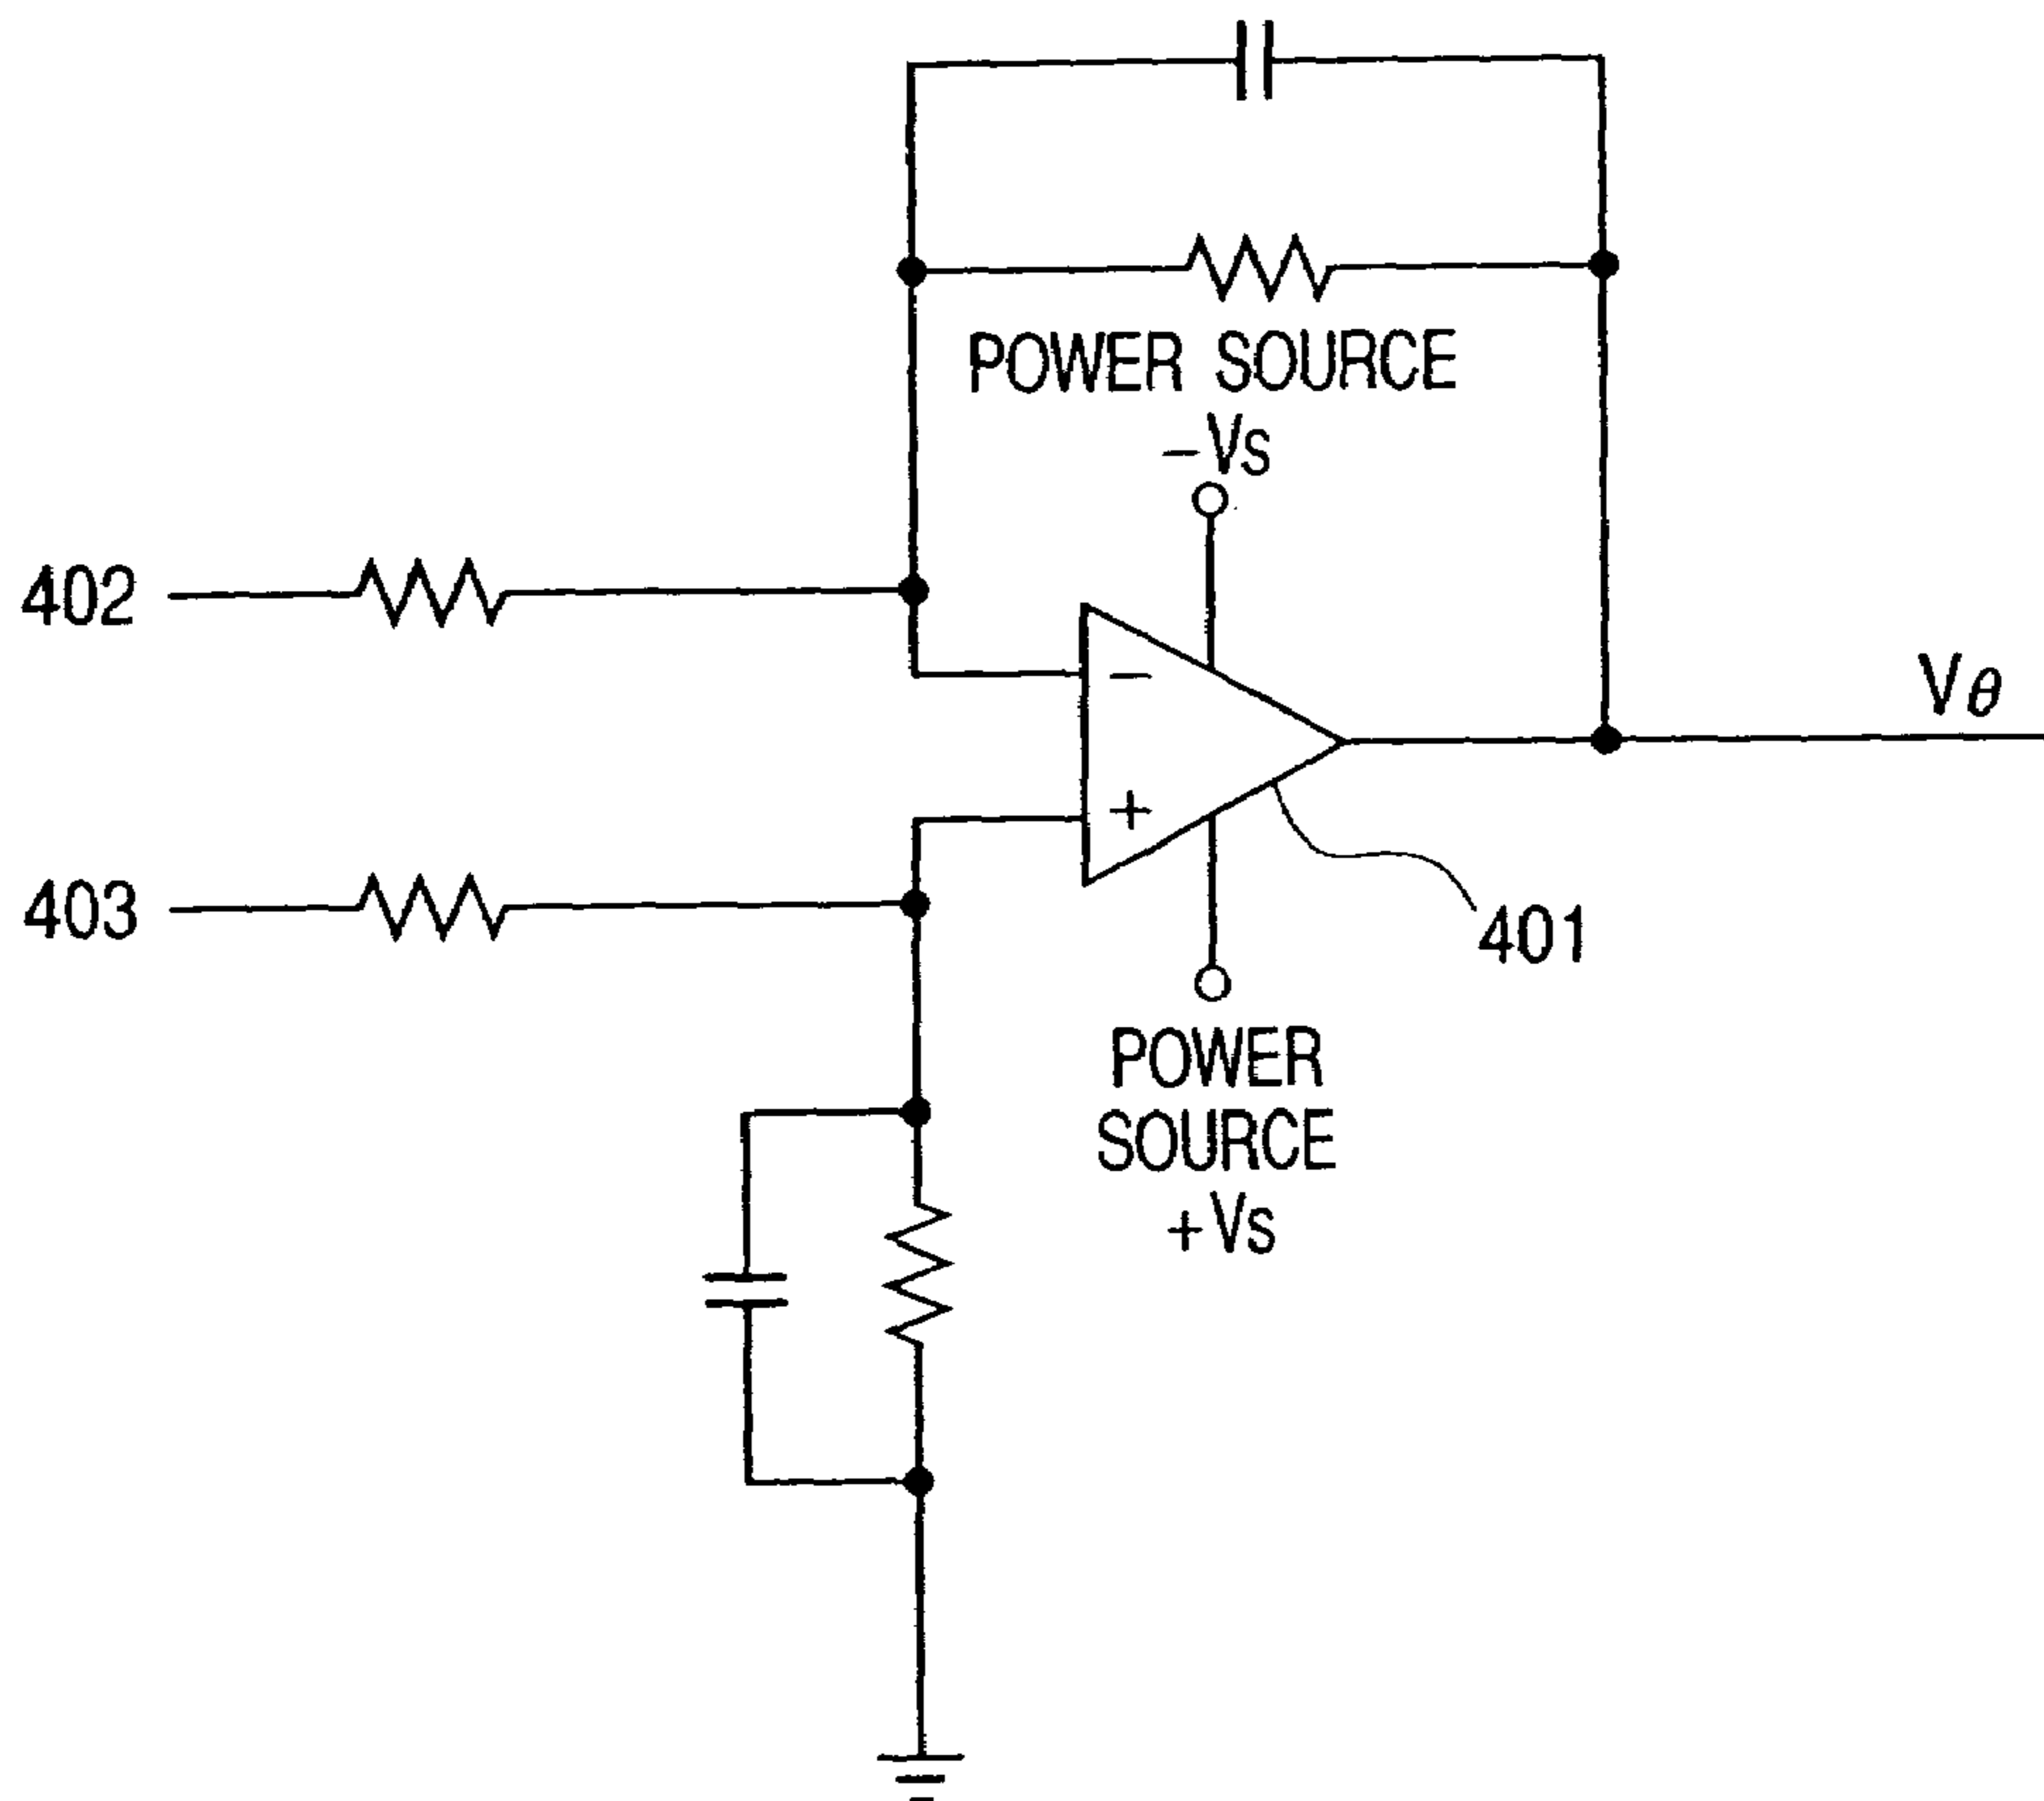 POWER SOURCE
−Vs
402
−
Vθ
+
403
401
POWER
SOURCE
+Vs